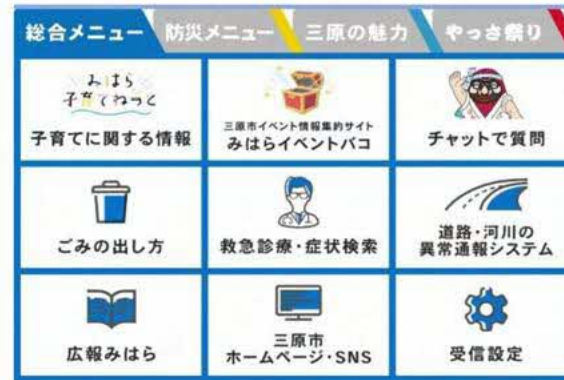 総合メニュー
防災メニュー
三原の魅力
やっさ祭り
みはら
子育てねっと
子育てに関する情報
三原市イベント情報集約サイト
みはらイベントバコ
チャットで質問
ごみの出し方
救急診療・症状検索
道路・河川の
異常通報システム
広報みはら
三原市
ホームページ・SNS
受信設定